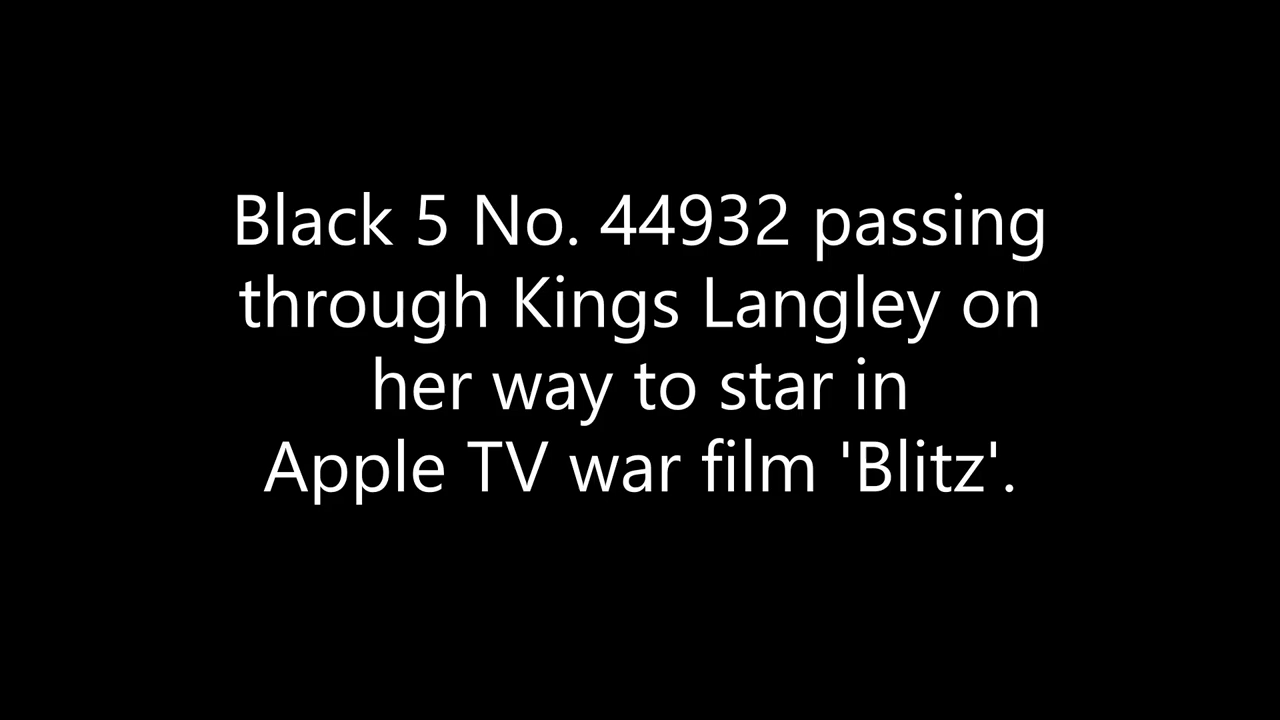 Black 5 No. 44932 passing
through Kings Langley on
her way to star in
Apple TV war film 'Blitz'.